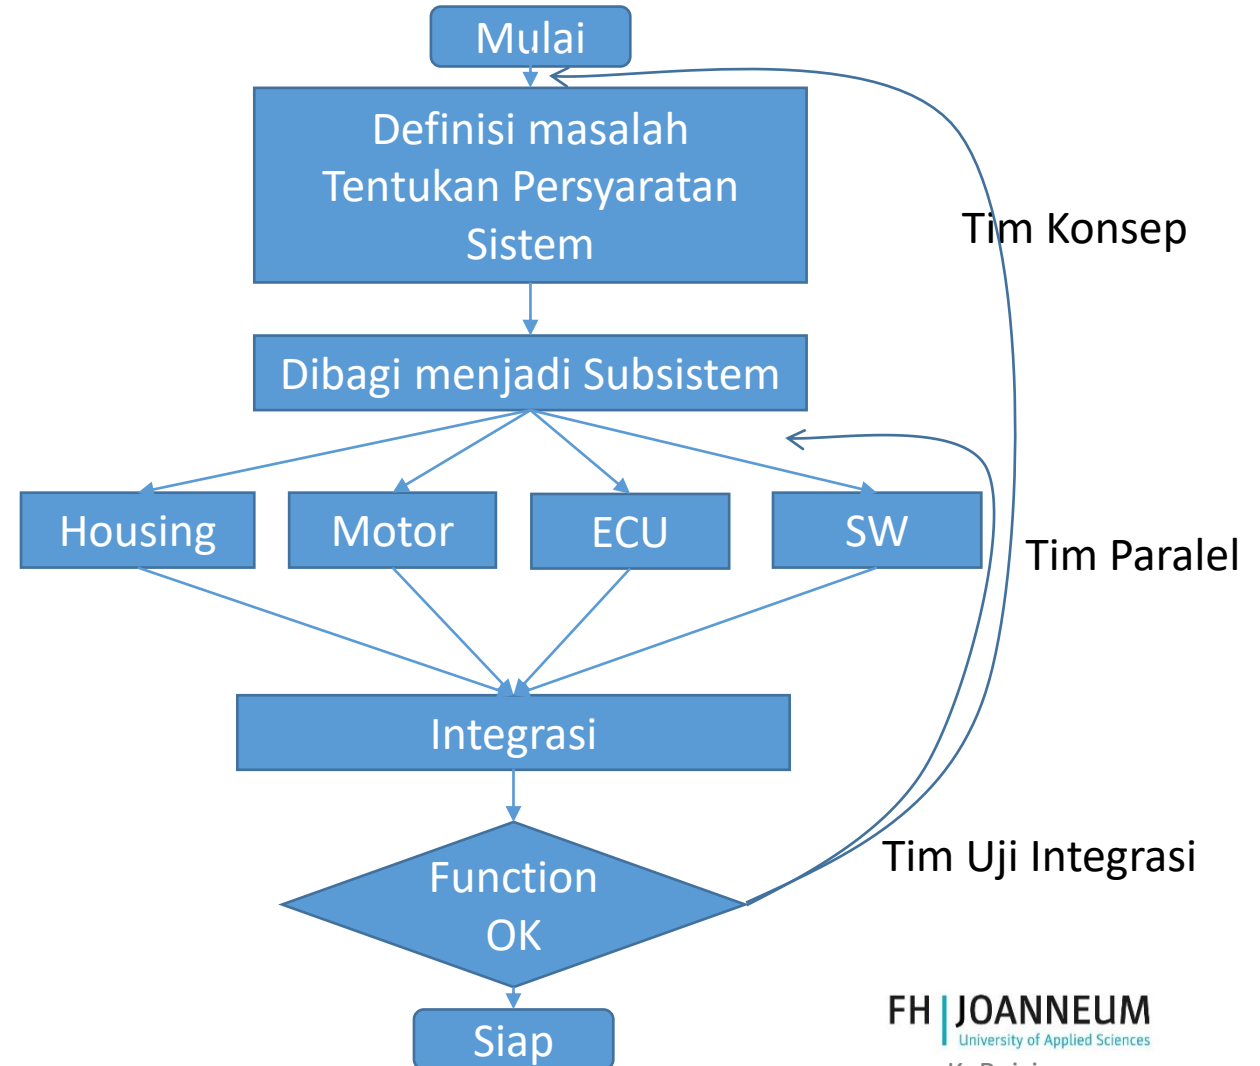 Mulai
Definisi masalah
Tentukan Persyaratan
Sistem
Tim Konsep
Dibagi menjadi Subsistem
Housing
Motor
ECU
SW
Tim Paralel
Integrasi
Tim Uji Integrasi
Function
OK
Siap
FH JOANNEUM
University of Applied Sciences